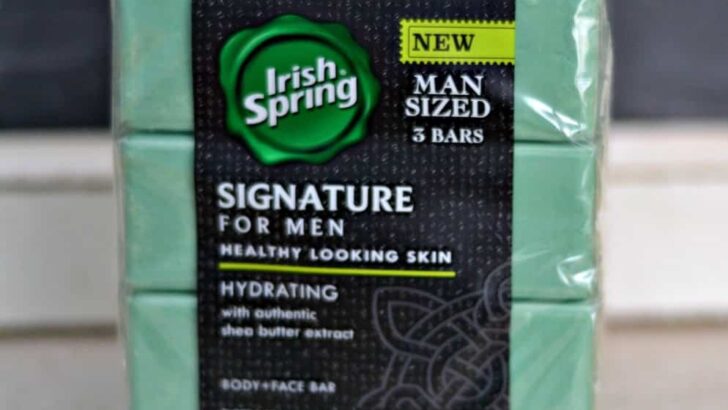 Irish
Spring
NEW
MAN
SIZED
3 BARS
SIGNATURE
FOR MEN
HEALTHY LOOKING SKIN
HYDRATING
with authentic
shea butter extract
BODY+FACE BAR